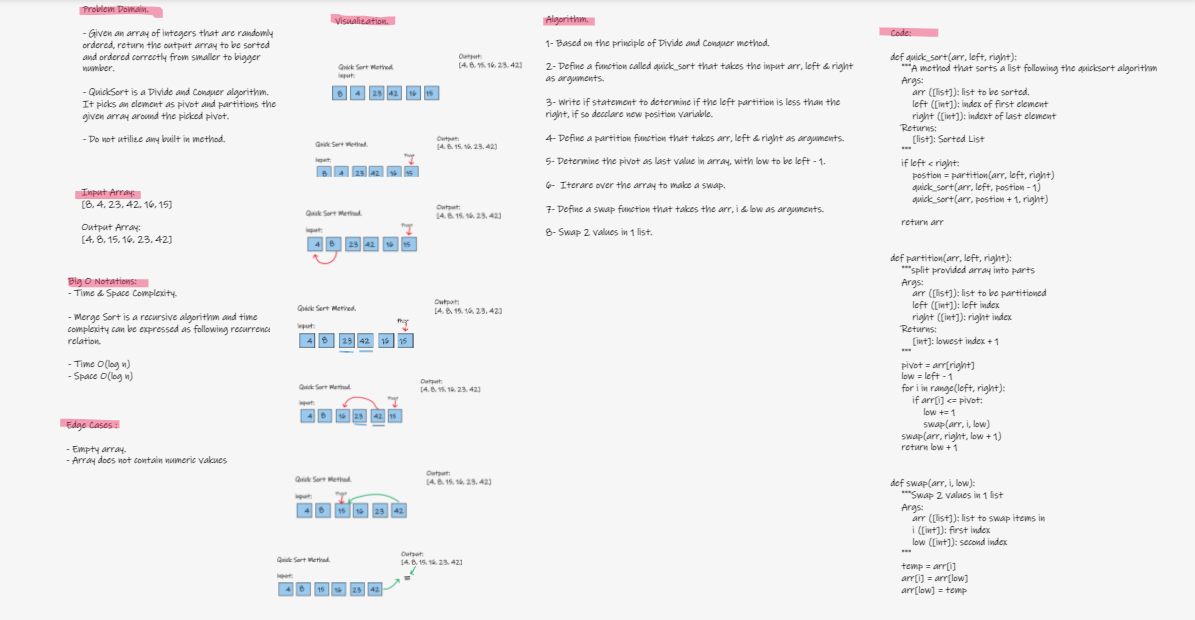 Problem Domain.
- Given an array of integers that are randomly
ordered, return the output array to be sorted
and ordered correctly from smaller to bigger
number.
- QuickSort is a Divide and Conquer algorithm.
It picks an element as pivot and partitions the
given array around the picked pivot.
- Do not utilize any built in method.
Input Array:
[8, 4, 23, 42, 16, 15]
Output Array:
[4, 8, 15, 16, 23, 42]
Big O Notations:
- Time & Space Complexity.
- Merge Sort is a recursive algorithm and time
complexity can be expressed as following recurrence
relation.
- Time O(log n)
- Space O(log n)
Edge Cases :
- Empty array.
- Array does not contain numeric vakues
Visualization.
Output:
[4, 8, 15, 16, 23, 42]
Quick Sort Method.
Input:
8 4 23 42 16 15
Output:
[4, 8, 15, 16, 23, 42]
Quick Sort Method.
Pivot
Input:
8 4 23 42 16 15
Output:
[4, 8, 15, 16, 23, 42]
Quick Sort Method.
Pivot
Input:
4 8 23 42 16 15
Output:
[4, 8, 15, 16, 23, 42]
Quick Sort Method.
Pivot
Input:
4 8 23 42 16 15
Output:
[4, 8, 15, 16, 23, 42]
Quick Sort Method.
Pivot
Input:
4 8 16 23 42 15
Output:
[4, 8, 15, 16, 23, 42]
Quick Sort Method.
Pivot
Input:
4 8 15 16 23 42
Output:
[4, 8, 15, 16, 23, 42]
Quick Sort Method.
=
Input:
4 8 15 16 23 42
Algorithm.
1- Based on the principle of Divide and Conquer method.
2- Define a function called quick_sort that takes the input arr, left & right
as arguments.
3- Write if statement to determine if the left partition is less than the
right, if so declare new position variable.
4- Define a partition function that takes arr, left & right as arguments.
5- Determine the pivot as last value in array, with low to be left - 1.
6- Iterare over the array to make a swap.
7- Define a swap function that takes the arr, i & low as arguments.
8- Swap 2 values in 1 list.
Code:
def quick_sort(arr, left, right):
"""A method that sorts a list following the quicksort algorithm
Args:
arr ([list]): list to be sorted.
left ([int]): index of first element
right ([int]): indext of last element
Returns:
[list]: Sorted List
"""
if left < right:
postion = partition(arr, left, right)
quick_sort(arr, left, postion - 1)
quick_sort(arr, postion + 1, right)
return arr
def partition(arr, left, right):
"""split provided array into parts
Args:
arr ([list]): list to be partitioned
left ([int]): left index
right ([int]): right index
Returns:
[int]: lowest index + 1
"""
pivot = arr[right]
low = left - 1
for i in range(left, right):
if arr[i] <= pivot:
low += 1
swap(arr, i, low)
swap(arr, right, low + 1)
return low + 1
def swap(arr, i, low):
"""Swap 2 values in 1 list
Args:
arr ([list]): list to swap items in
i ([int]): first index
low ([int]): second index
"""
temp = arr[i]
arr[i] = arr[low]
arr[low] = temp